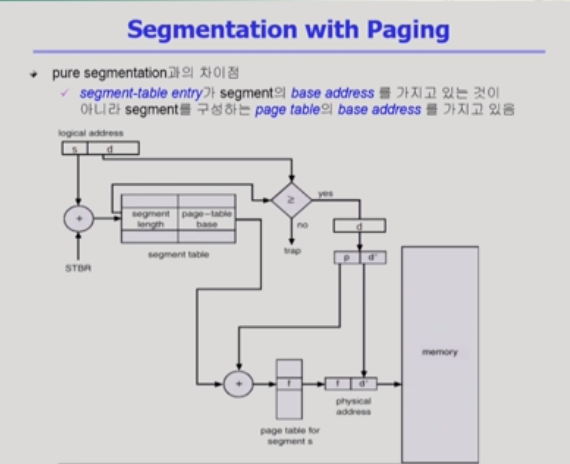 Segmentation with Paging
pure segmentation과의 차이점
segment-table entry가 segment의 base address 를 가지고 있는 것이
아니라 segment를 구성하는 page table의 base address 를 가지고 있음
logical address
s d
≥
yes
no
trap
+
segment length
page-table base
segment table
STBR
d
p d'
memory
+
f
f d'
physical address
page table for segment s